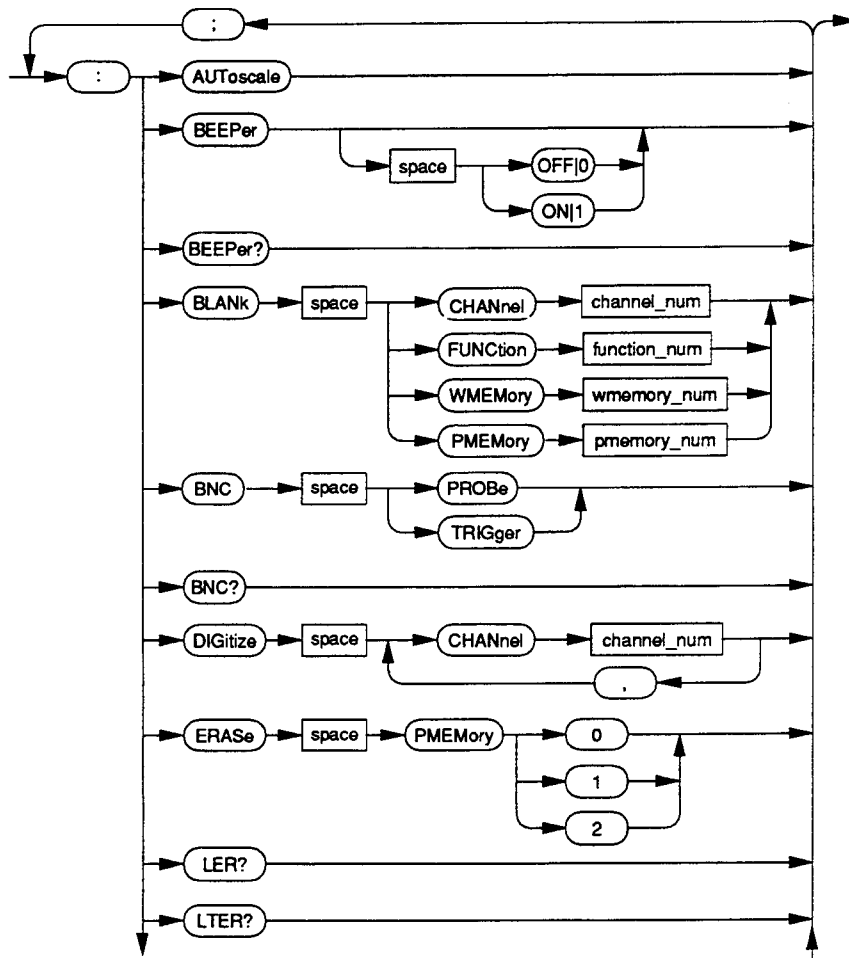 ;
: AUToscale
BEEPer
space OFF|0
ON|1
BEEPer?
BLANk space CHANnel channel_num
FUNCtion function_num
WMEMory wmemory_num
PMEMory pmemory_num
BNC space PROBe
TRIGger
BNC?
DIGitize space CHANnel channel_num
,
ERASe space PMEMory 0
1
2
LER?
LTER?